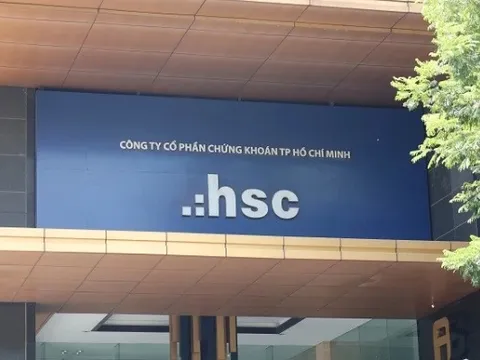 CÔNG TY CỔ PHẦN CHỨNG KHOÁN TP HỒ CHÍ MINH
.:hsc